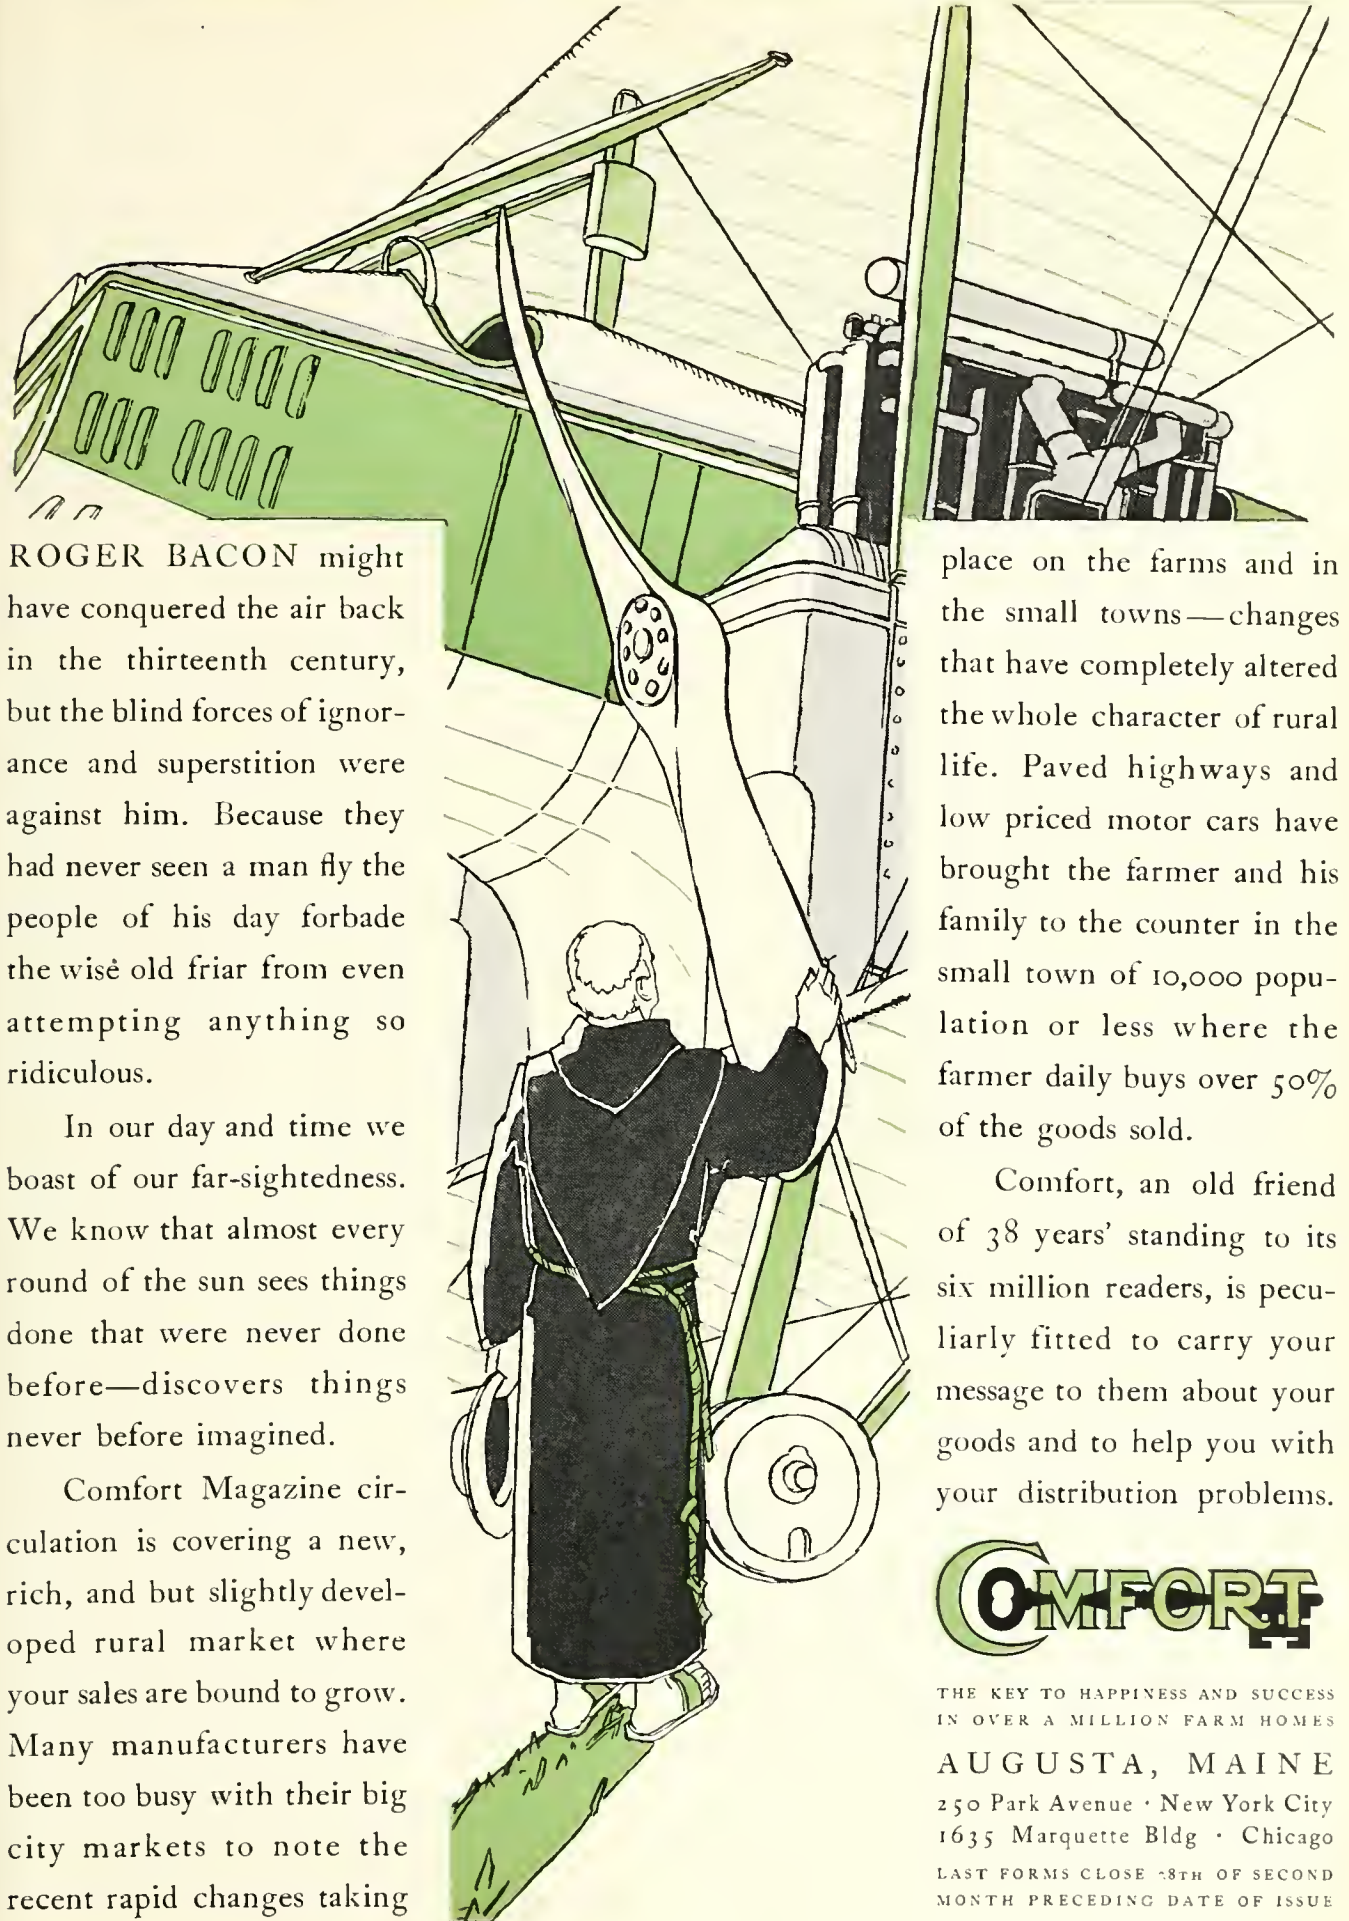 ROGER BACON might
have conquered the air back
in the thirteenth century,
but the blind forces of ignor-
ance and superstition were
against him. Because they
had never seen a man fly the
people of his day forbade
the wise old friar from even
attempting anything so
ridiculous.
In our day and time we
boast of our far-sightedness.
We know that almost every
round of the sun sees things
done that were never done
before—discovers things
never before imagined.
Comfort Magazine cir-
culation is covering a new,
rich, and but slightly devel-
oped rural market where
your sales are bound to grow.
Many manufacturers have
been too busy with their big
city markets to note the
recent rapid changes taking
place on the farms and in
the small towns—changes
that have completely altered
the whole character of rural
life. Paved highways and
low priced motor cars have
brought the farmer and his
family to the counter in the
small town of 10,000 popu-
lation or less where the
farmer daily buys over 50%
of the goods sold.
Comfort, an old friend
of 38 years' standing to its
six million readers, is pecu-
liarly fitted to carry your
message to them about your
goods and to help you with
your distribution problems.
COMFORT
THE KEY TO HAPPINESS AND SUCCESS
IN OVER A MILLION FARM HOMES
AUGUSTA, MAINE
250 Park Avenue · New York City
1635 Marquette Bldg · Chicago
LAST FORMS CLOSE OF SECOND
MONTH PRECEDING DATE OF ISSUE